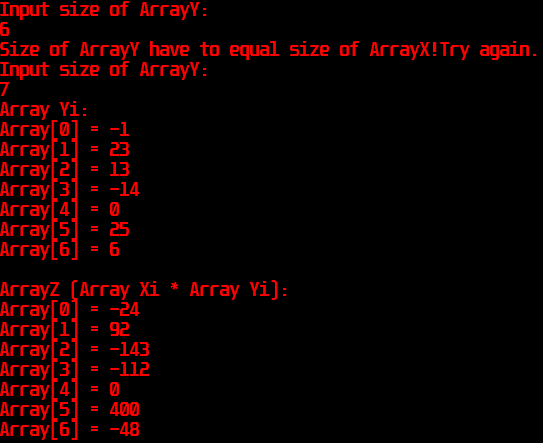 Input size of ArrayY:
6
Size of ArrayY have to equal size of ArrayX!Try again.
Input size of ArrayY:
7
Array Yi:
Array[0] = -1
Array[1] = 23
Array[2] = 13
Array[3] = -14
Array[4] = 0
Array[5] = 25
Array[6] = 6
ArrayZ (Array Xi * Array Yi):
Array[0] = -24
Array[1] = 92
Array[2] = -143
Array[3] = -112
Array[4] = 0
Array[5] = 400
Array[6] = -48